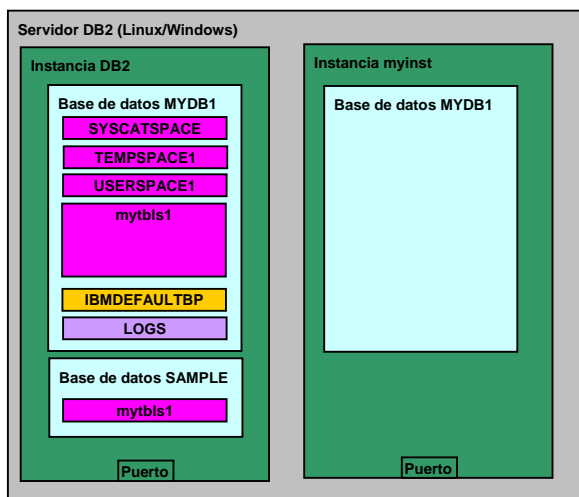 Servidor DB2 (Linux/Windows)
Instancia DB2
Base de datos MYDB1
SYSCATSPACE
TEMPSPACE1
USERSPACE1
mytbls1
IBMDEFAULTBP
LOGS
Base de datos SAMPLE
mytbls1
Puerto
Instancia myinst
Base de datos MYDB1
Puerto